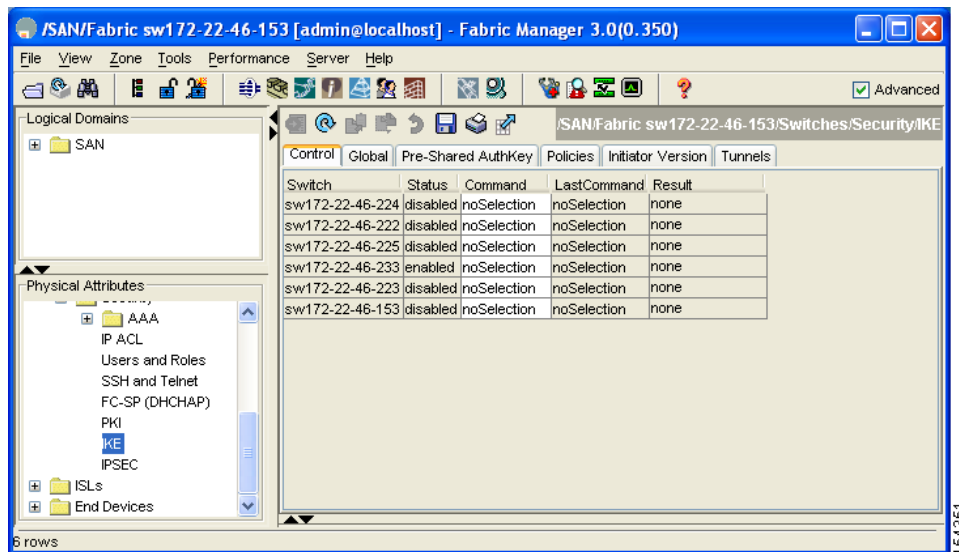 /SAN/Fabric sw172-22-46-153 [admin@localhost] - Fabric Manager 3.0(0.350)
File View Zone Tools Performance Server Help
Advanced
Logical Domains
SAN
/SAN/Fabric sw172-22-46-153/Switches/Security/IKE
Control Global Pre-Shared AuthKey Policies Initiator Version Tunnels
Switch Status Command LastCommand Result
sw172-22-46-224 disabled noSelection noSelection none
sw172-22-46-222 disabled noSelection noSelection none
sw172-22-46-225 disabled noSelection noSelection none
sw172-22-46-233 enabled noSelection noSelection none
sw172-22-46-223 disabled noSelection noSelection none
sw172-22-46-153 disabled noSelection noSelection none
Physical Attributes
AAA
IP ACL
Users and Roles
SSH and Telnet
FC-SP (DHCHAP)
PKI
IKE
IPSEC
ISLs
End Devices
6 rows